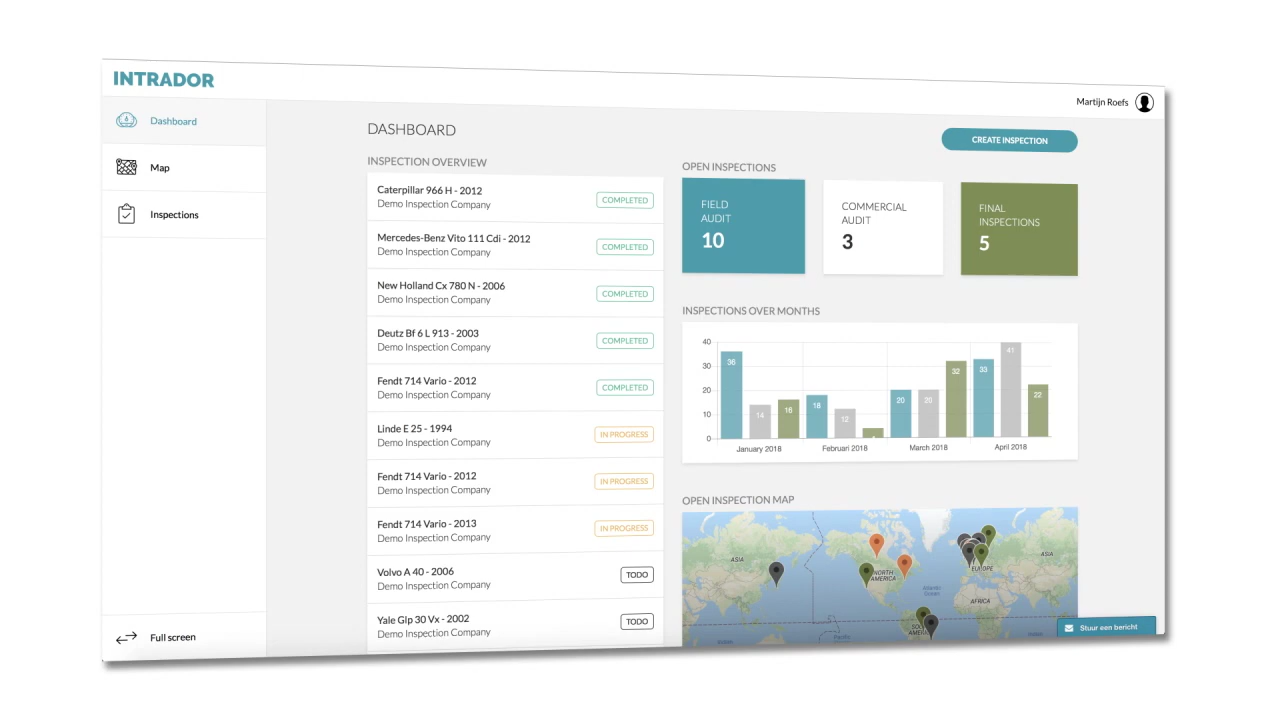 INTRADOR
Martijn Roefs
Dashboard
Map
Inspections
Full screen
DASHBOARD
CREATE INSPECTION
INSPECTION OVERVIEW
Caterpillar 966 H - 2012
Demo Inspection Company
COMPLETED
Mercedes-Benz Vito 111 Cdi - 2012
Demo Inspection Company
COMPLETED
New Holland Cx 780 N - 2006
Demo Inspection Company
COMPLETED
Deutz Bf 6 L 913 - 2003
Demo Inspection Company
COMPLETED
Fendt 714 Vario - 2012
Demo Inspection Company
COMPLETED
Linde E 25 - 1994
Demo Inspection Company
IN PROGRESS
Fendt 714 Vario - 2012
Demo Inspection Company
IN PROGRESS
Fendt 714 Vario - 2013
Demo Inspection Company
IN PROGRESS
Volvo A 40 - 2006
Demo Inspection Company
TODO
Yale Glp 30 Vx - 2002
Demo Inspection Company
TODO
OPEN INSPECTIONS
FIELD
AUDIT
10
COMMERCIAL
AUDIT
3
FINAL
INSPECTIONS
5
INSPECTIONS OVER MONTHS
40
30
20
10
0
36
14
16
18
12
20
20
32
33
41
22
January 2018
Februari 2018
March 2018
April 2018
OPEN INSPECTION MAP
ASIA
NORTH
AMERICA
Atlantic
Ocean
EUROPE
ASIA
AFRICA
AMERICA
Pacific
Indian
Stuur een bericht